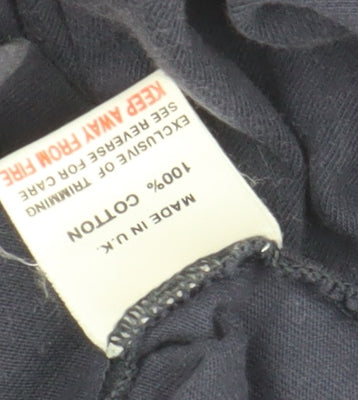 MADE IN U.K.
100% COTTON
EXCLUSIVE OF TRIMMING
SEE REVERSE FOR CARE
KEEP AWAY FROM FIRE